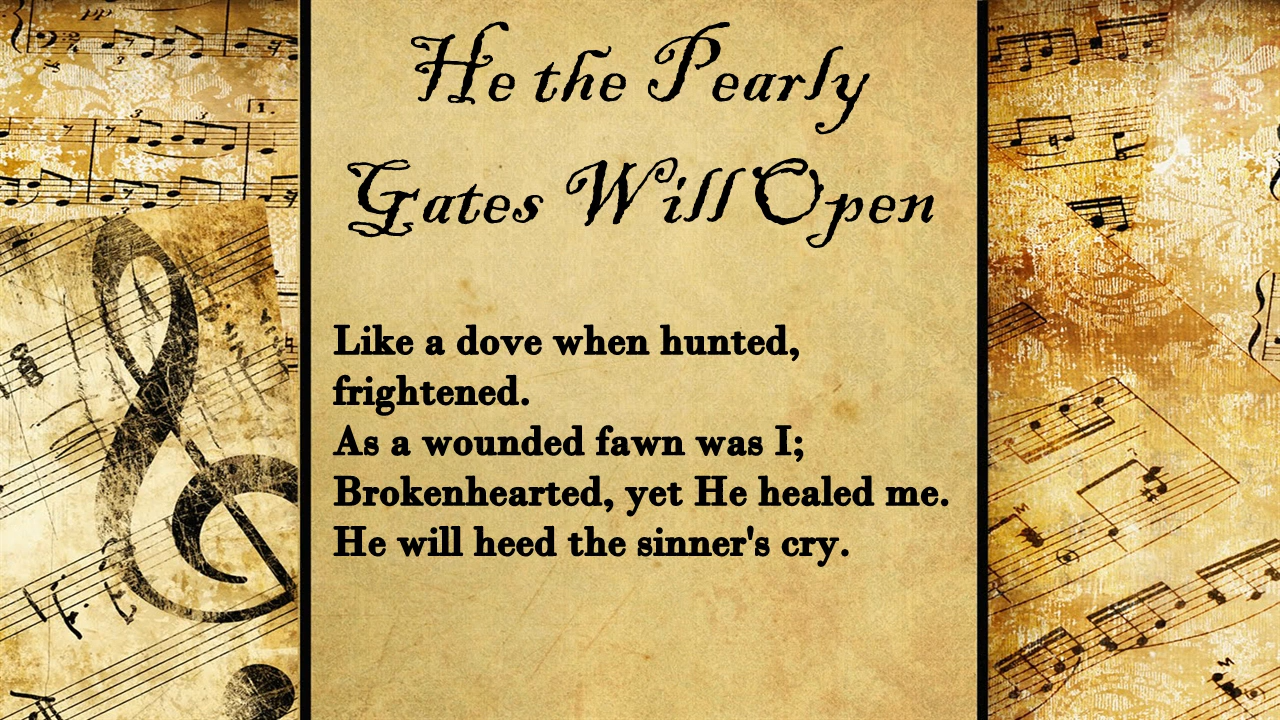 He the Pearly
Gates Will Open
Like a dove when hunted,
frightened.
As a wounded fawn was I;
Brokenhearted, yet He healed me.
He will heed the sinner's cry.